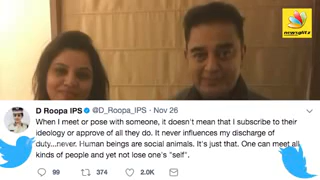 newsglitz
D Roopa IPS @D_Roopa_IPS · Nov 26
When I meet or pose with someone, it doesn't mean that I subscribe to their
ideology or approve of all they do. It never influences my discharge of
duty...never. Human beings are social animals. It's just that. One can meet all
kinds of people and yet not lose one's "self".
99 374 2.0K